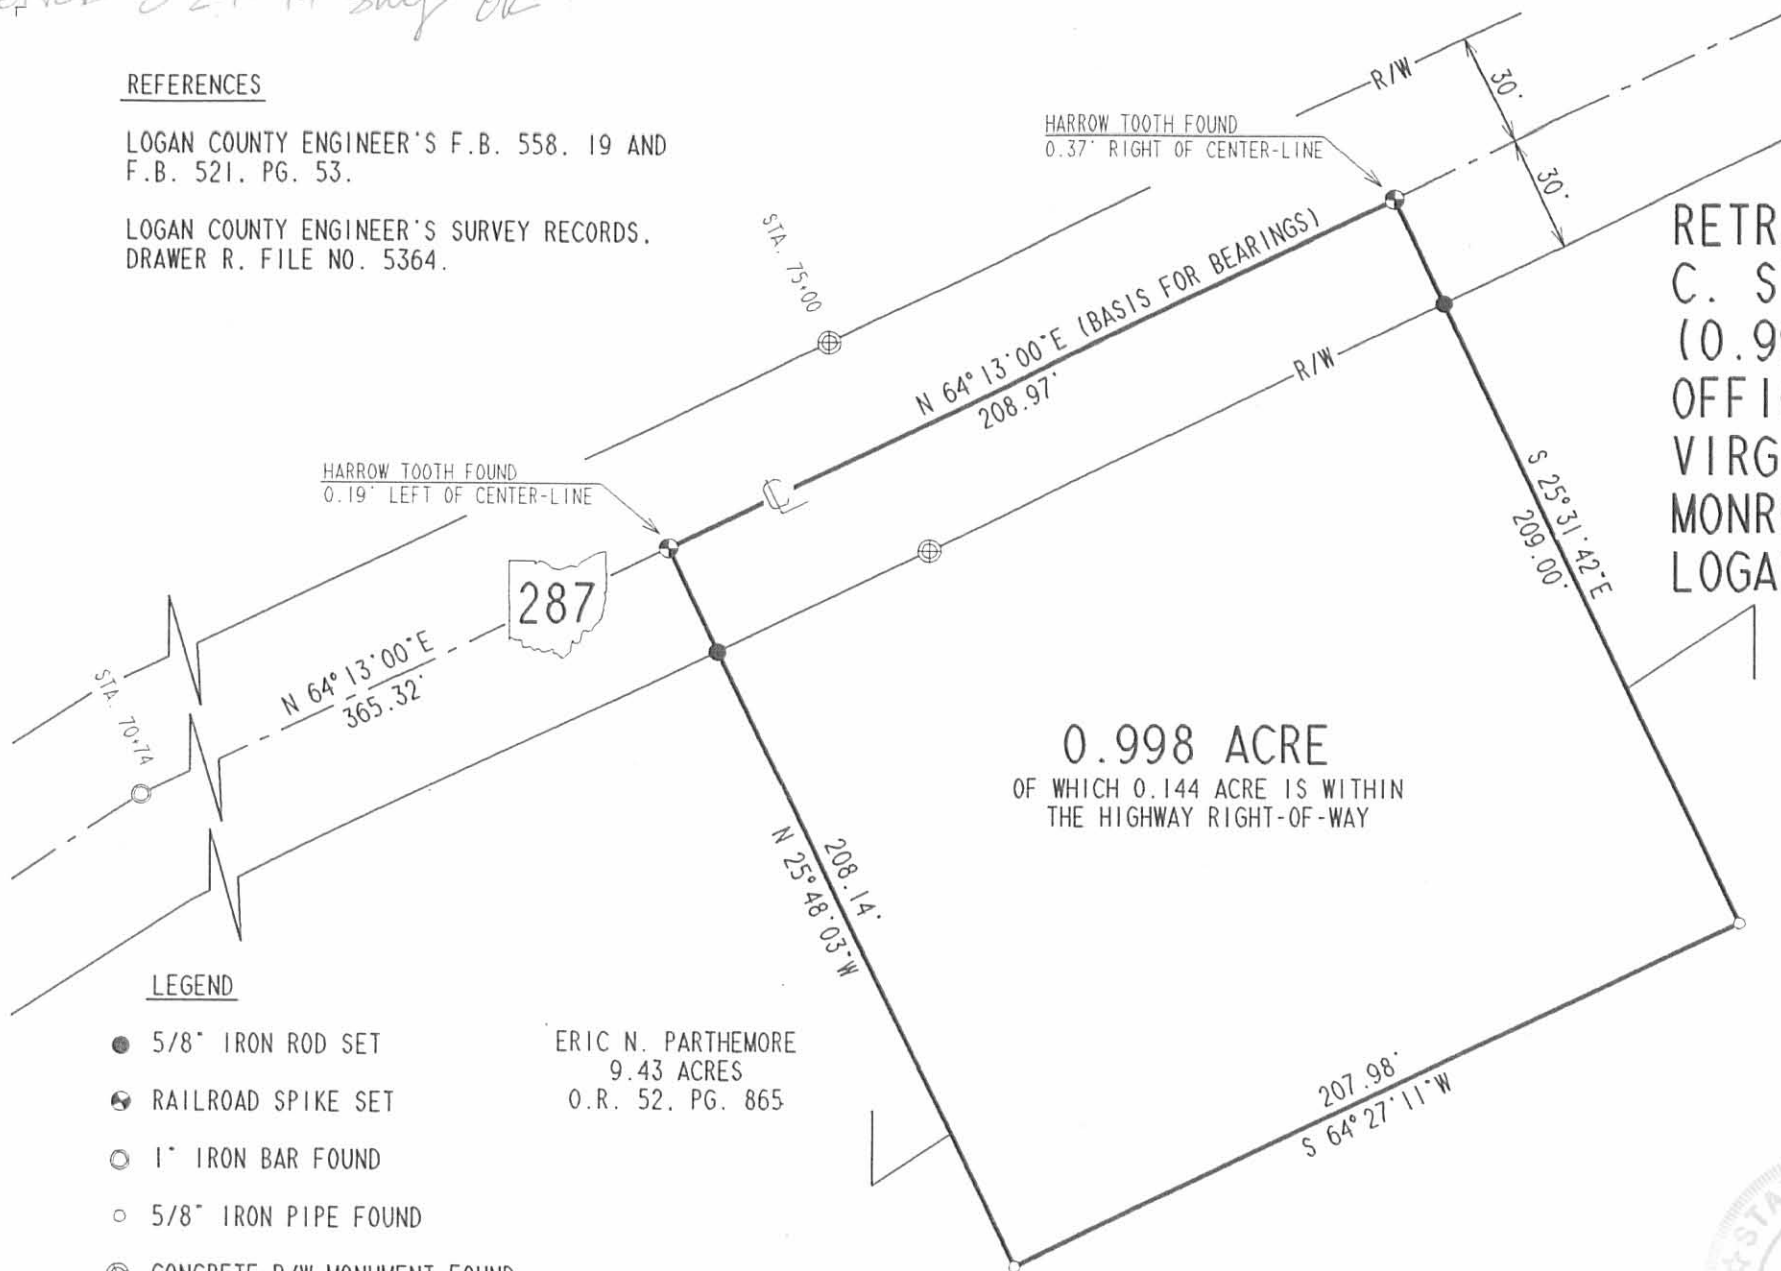 REFERENCES
LOGAN COUNTY ENGINEER'S F.B. 558. 19 AND
F.B. 521. PG. 53.
LOGAN COUNTY ENGINEER'S SURVEY RECORDS.
DRAWER R. FILE NO. 5364.
R/W
30'
30'
HARROW TOOTH FOUND
0.37' RIGHT OF CENTER-LINE
STA. 75+00
N 64° 13' 00" E (BASIS FOR BEARINGS)
208.97'
R/W
RETR
C. S
(0.9
OFFI
VIRG
MONR
LOGA
HARROW TOOTH FOUND
0.19' LEFT OF CENTER-LINE
CL
287
S 25° 31' 42" E
209.00'
STA. 70+74
N 64° 13' 00" E
365.32'
0.998 ACRE
OF WHICH 0.144 ACRE IS WITHIN
THE HIGHWAY RIGHT-OF-WAY
208.14'
N 25° 48' 03" W
LEGEND
5/8" IRON ROD SET
RAILROAD SPIKE SET
1" IRON BAR FOUND
5/8" IRON PIPE FOUND
CONCRETE R/W MONUMENT FOUND
ERIC N. PARTHEMORE
9.43 ACRES
O.R. 52. PG. 865
207.98'
S 64° 27' 11" W
STA